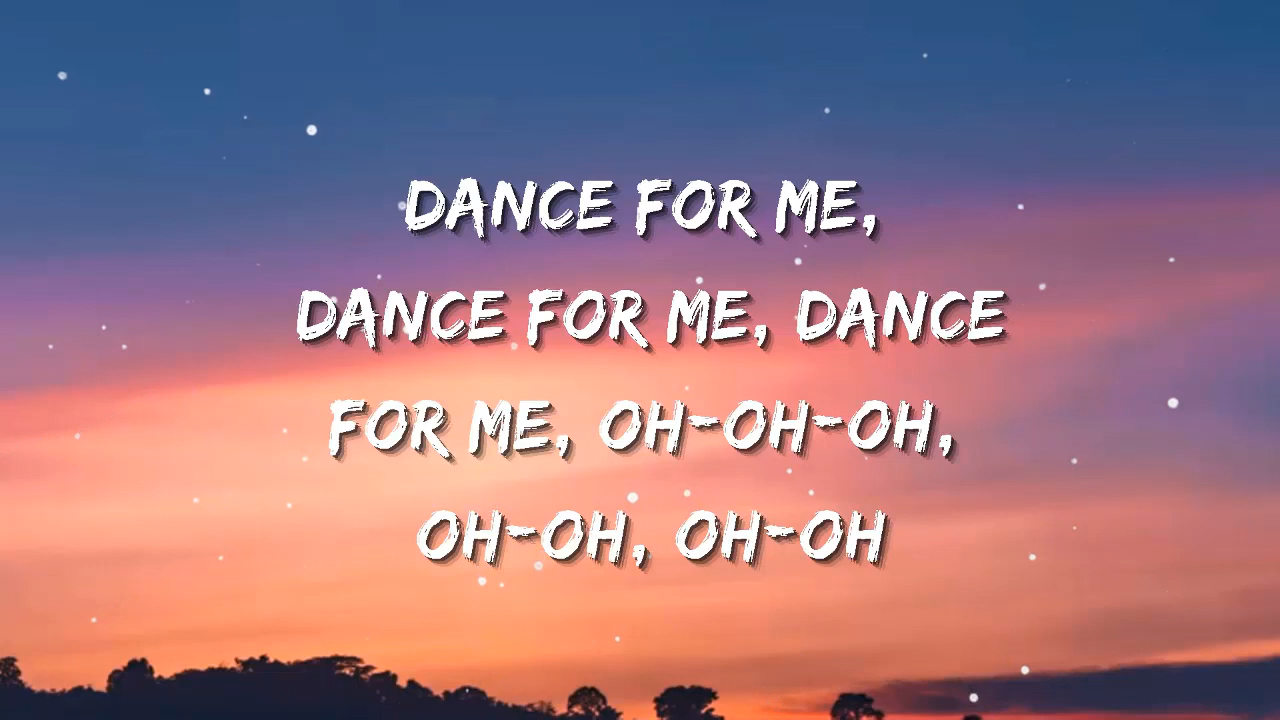 DANCE FOR ME,
DANCE FOR ME, DANCE
FOR ME, OH-OH-OH,
OH-OH, OH-OH